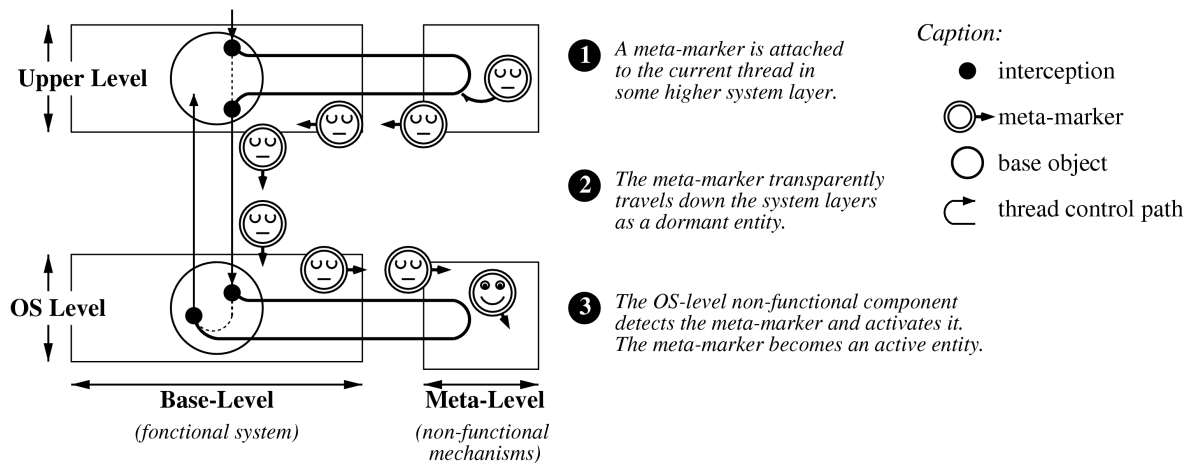 Upper Level
OS Level
Base-Level
(fonctional system)
Meta-Level
(non-functional
mechanisms)
1
A meta-marker is attached
to the current thread in
some higher system layer.
2
The meta-marker transparently
travels down the system layers
as a dormant entity.
3
The OS-level non-functional component
detects the meta-marker and activates it.
The meta-marker becomes an active entity.
Caption:
interception
meta-marker
base object
thread control path